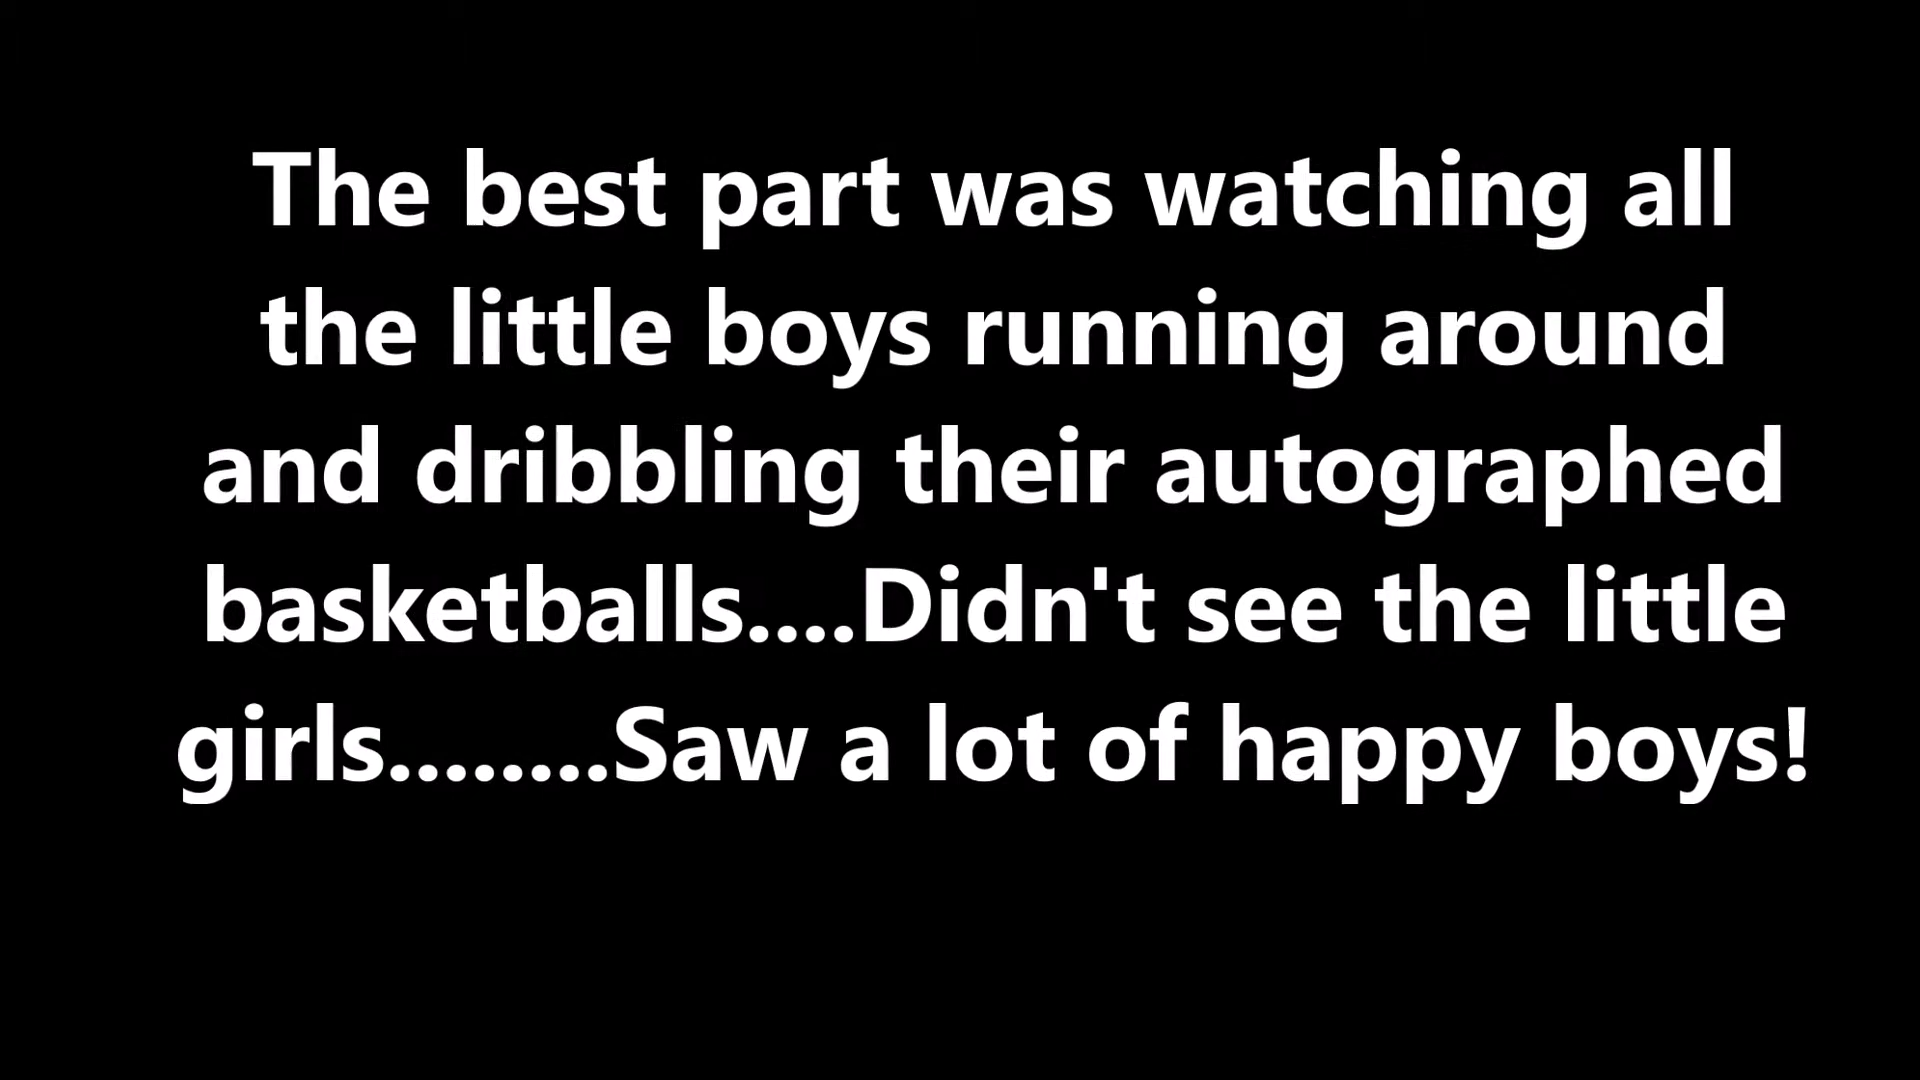 The best part was watching all
the little boys running around
and dribbling their autographed
basketballs....Didn't see the little
girls........Saw a lot of happy boys!